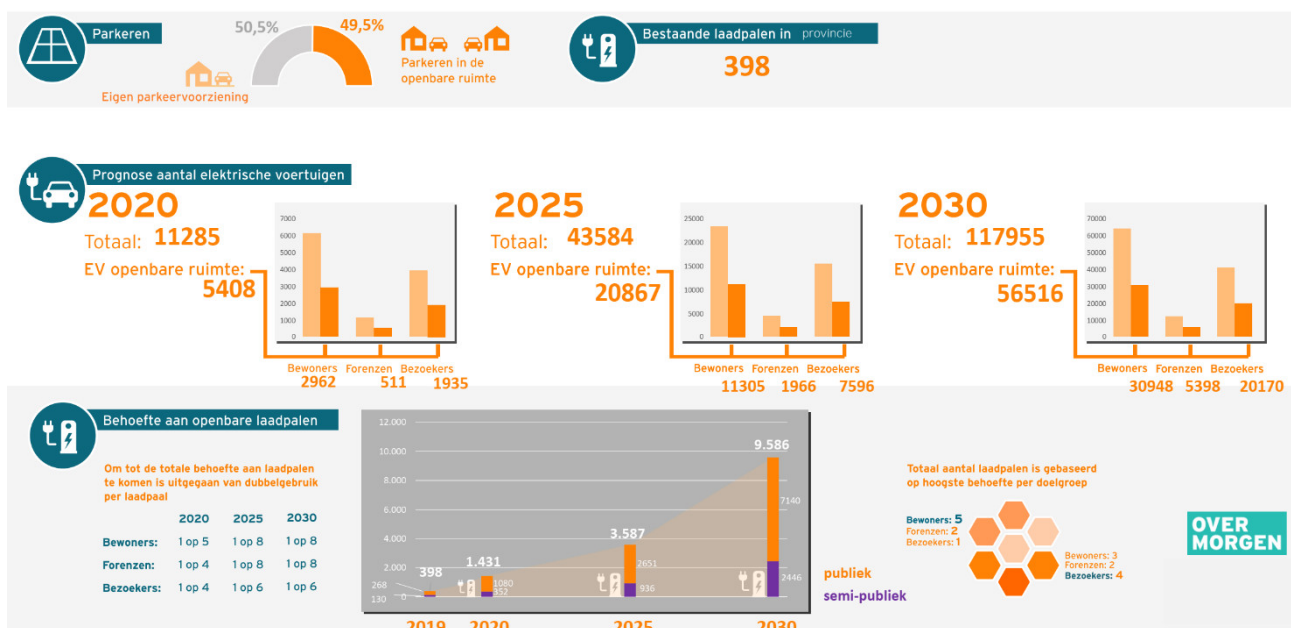 Parkeren
50,5%
49,5%
Eigen parkeervoorziening
Parkeren in de
openbare ruimte
Bestaande laadpalen in provincie
398
Prognose aantal elektrische voertuigen
2020
Totaal: 11285
EV openbare ruimte:
5408
7000
6000
5000
4000
3000
2000
1000
0
Bewoners Forenzen Bezoekers
2962 511 1935
2025
Totaal: 43584
EV openbare ruimte:
20867
25000
20000
15000
10000
5000
0
Bewoners Forenzen Bezoekers
11305 1966 7596
2030
Totaal: 117955
EV openbare ruimte:
56516
70000
60000
50000
40000
30000
20000
10000
0
Bewoners Forenzen Bezoekers
30948 5398 20170
Behoefte aan openbare laadpalen
Om tot de totale behoefte aan laadpalen
te komen is uitgegaan van dubbelgebruik
per laadpaal
2020 2025 2030
Bewoners: 1 op 5 1 op 8 1 op 8
Forenzen: 1 op 4 1 op 8 1 op 8
Bezoekers: 1 op 4 1 op 6 1 op 6
12.000
10.000
8.000
6.000
4.000
2.000
0
268
130
398
1.431
1080
352
3.587
2651
936
9.586
7140
2446
2019 2020 2025 2030
publiek
semi-publiek
Totaal aantal laadpalen is gebaseerd
op hoogste behoefte per doelgroep
Bewoners: 5
Forenzen: 2
Bezoekers: 1
Bewoners: 3
Forenzen: 2
Bezoekers: 4
OVER
MORGEN